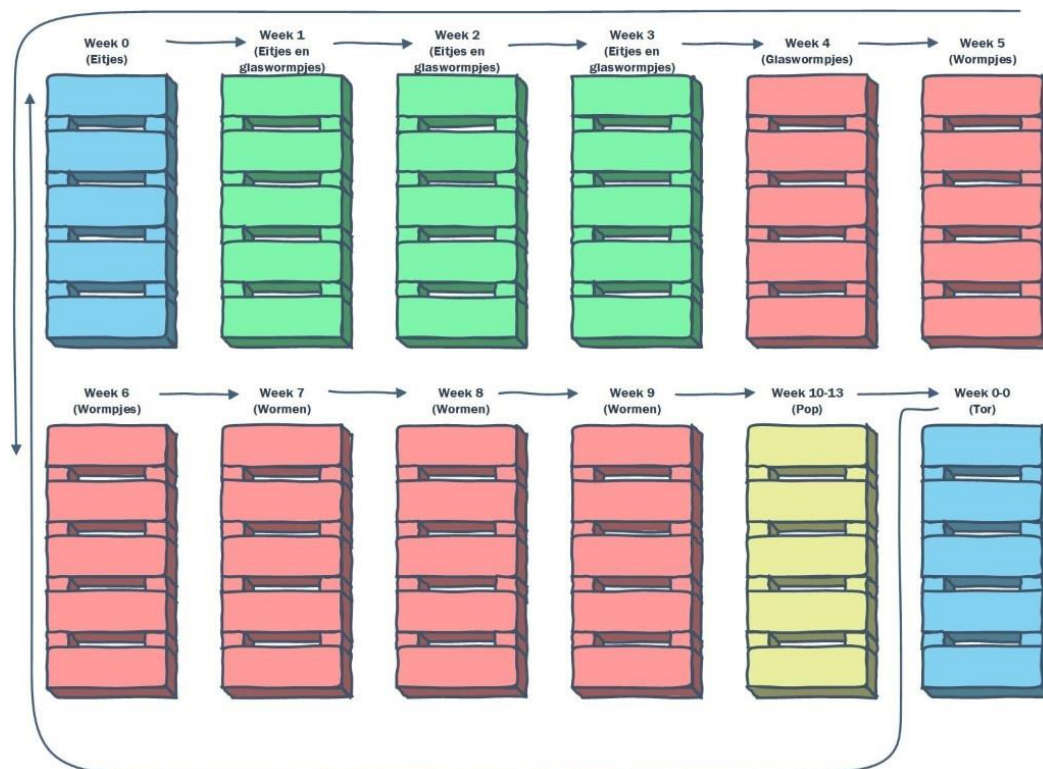 Week 0
(Eitjes)
Week 1
(Eitjes en
glaswormpjes)
Week 2
(Eitjes en
glaswormpjes)
Week 3
(Eitjes en
glaswormpjes)
Week 4
(Glaswormpjes)
Week 5
(Wormpjes)
Week 6
(Wormpjes)
Week 7
(Wormen)
Week 8
(Wormen)
Week 9
(Wormen)
Week 10-13
(Pop)
Week 0-0
(Tor)